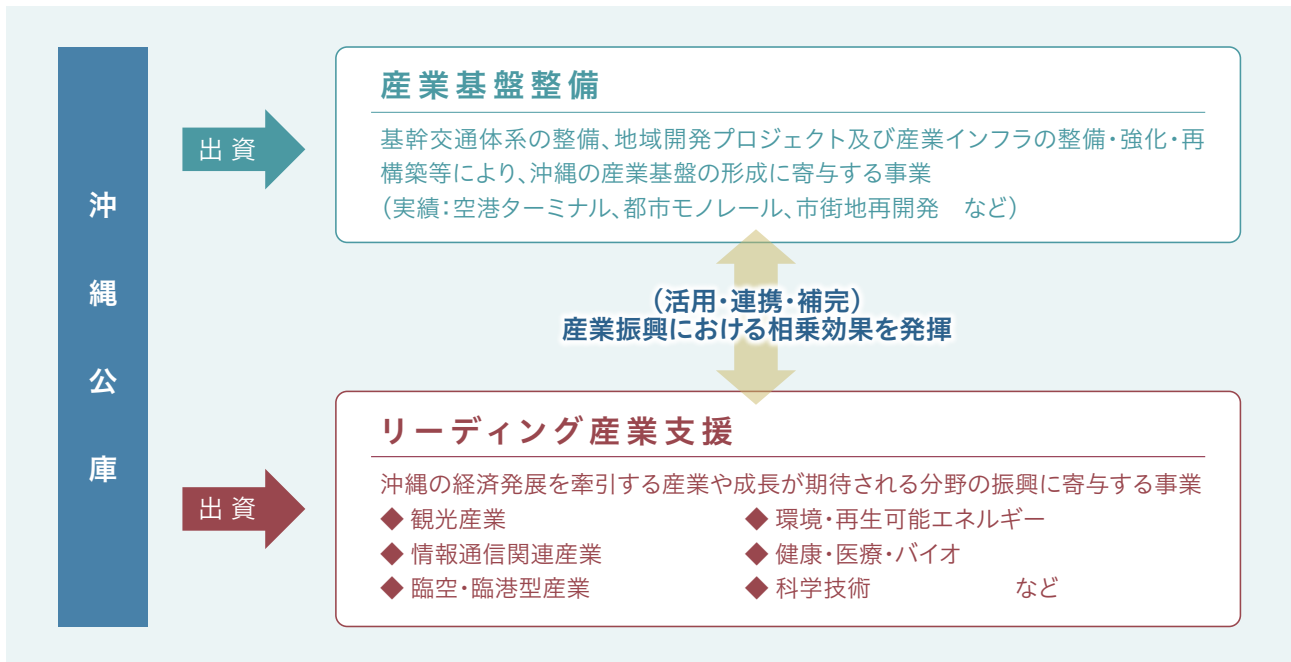 沖縄公庫
出資
産業基盤整備
基幹交通体系の整備、地域開発プロジェクト及び産業インフラの整備・強化・再
構築等により、沖縄の産業基盤の形成に寄与する事業
（実績：空港ターミナル、都市モノレール、市街地再開発　など）
（活用・連携・補完）
産業振興における相乗効果を発揮
出資
リーディング産業支援
沖縄の経済発展を牽引する産業や成長が期待される分野の振興に寄与する事業
◆ 観光産業
◆ 情報通信関連産業
◆ 臨空・臨港型産業
◆ 環境・再生可能エネルギー
◆ 健康・医療・バイオ
◆ 科学技術　など